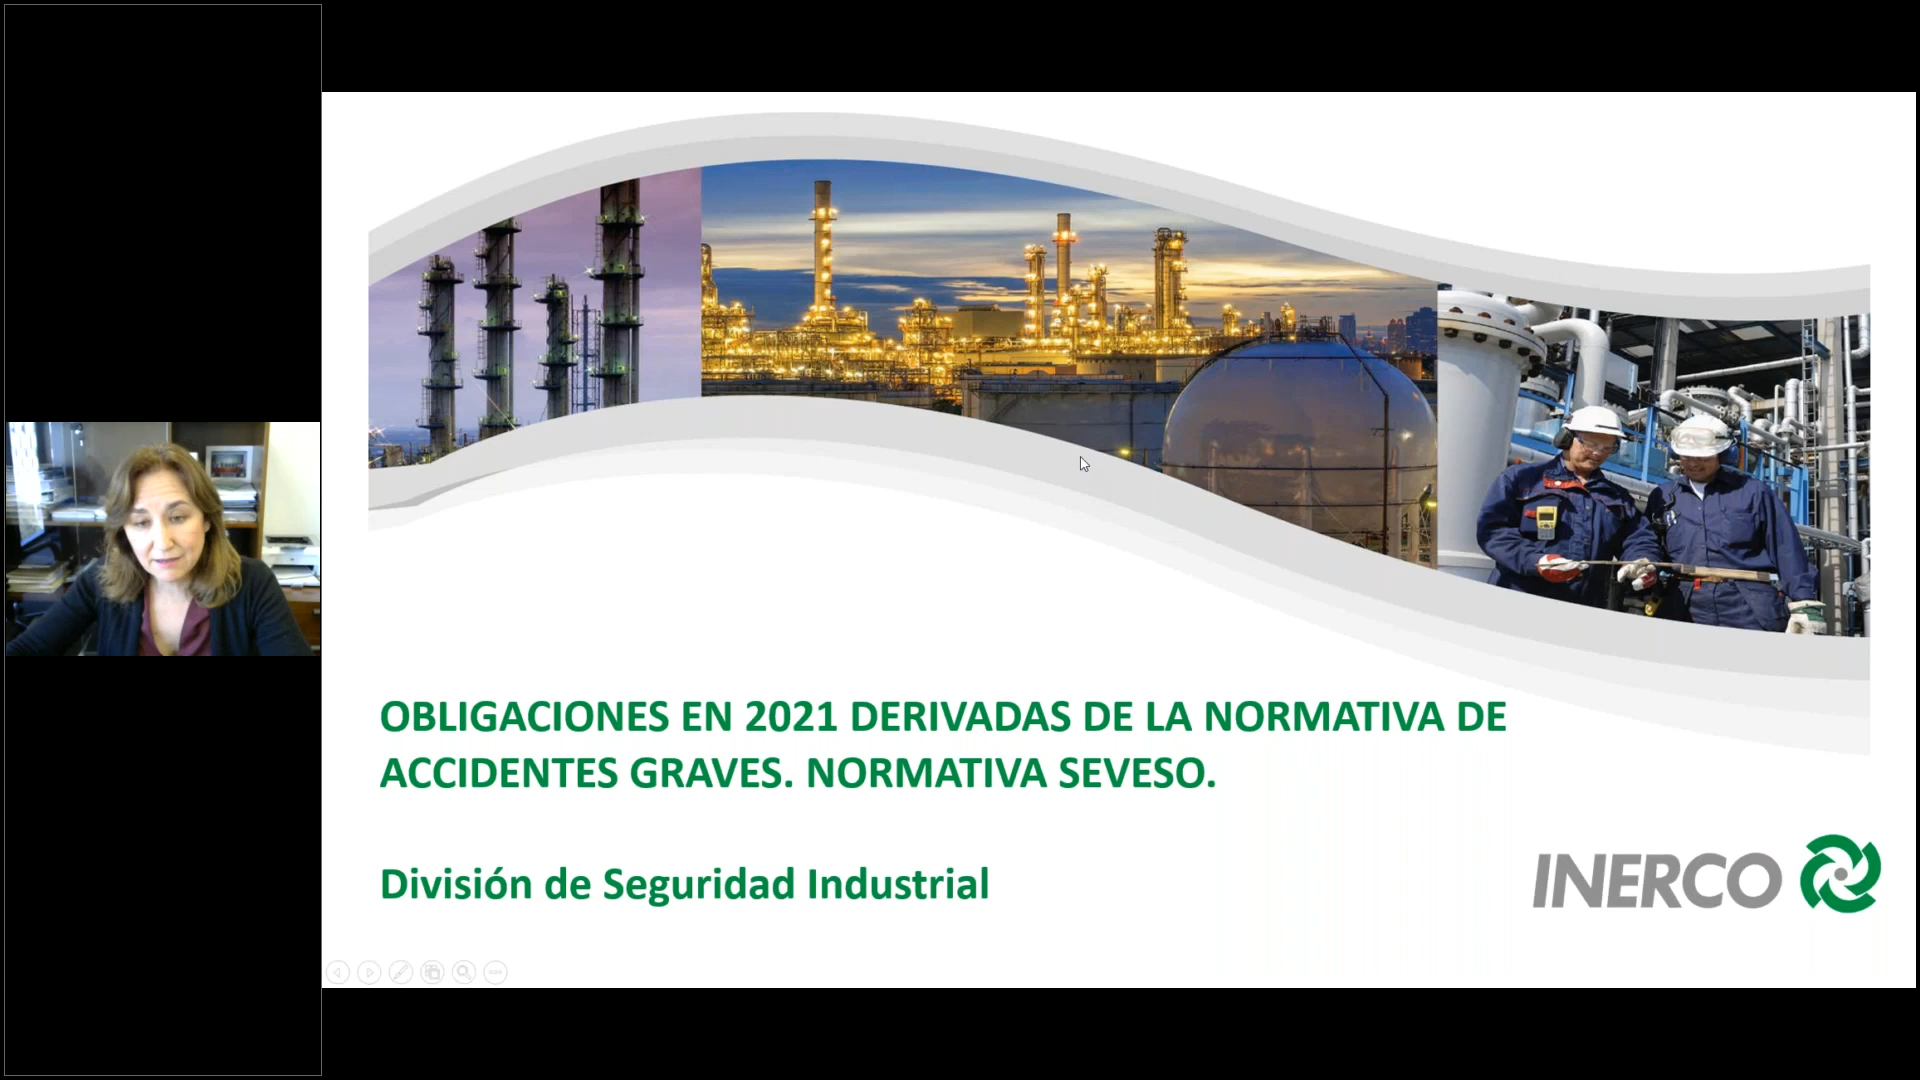 OBLIGACIONES EN 2021 DERIVADAS DE LA NORMATIVA DE
ACCIDENTES GRAVES. NORMATIVA SEVESO.
División de Seguridad Industrial
INERCO